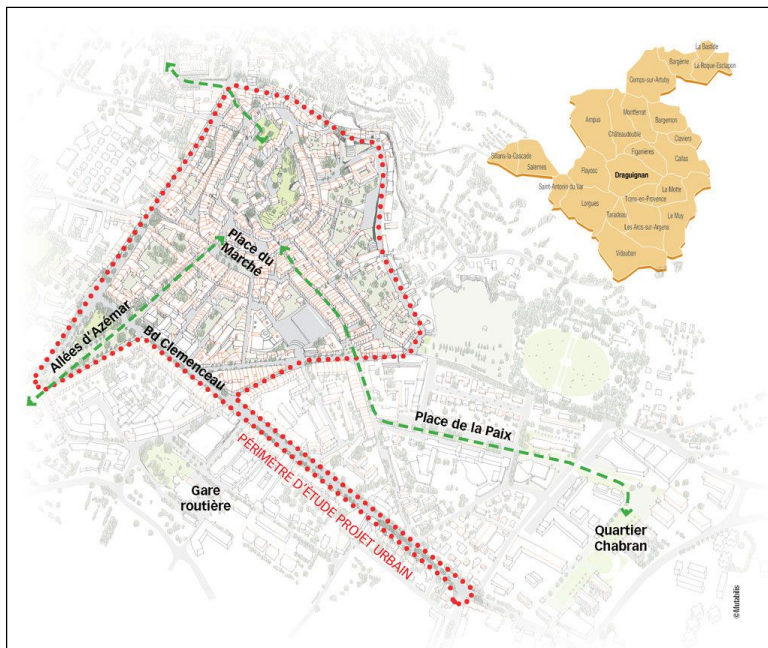 La Bastide
Bargème
La Roque-Esclapon
Comps-sur-Artuby
Ampus
Montferrat
Bargemon
Châteaudouble
Claviers
Figanières
Callas
Sillans-la-Cascade
Salernes
Flayosc
Draguignan
Saint-Antonin du Var
La Motte
Lorgues
Trans-en-Provence
Taradeau
Le Muy
Les Arcs-sur-Argens
Vidauban
Place du
Marché
Allées d'Azémar
Bd Clemenceau
Place de la Paix
PÉRIMÈTRE D'ÉTUDE PROJET URBAIN
Gare
routière
Quartier
Chabran
©Mutabilis